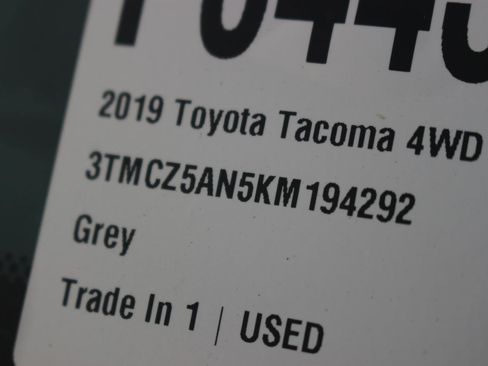 2019 Toyota Tacoma 4WD
3TMCZ5AN5KM194292
Grey
Trade In 1 | USED